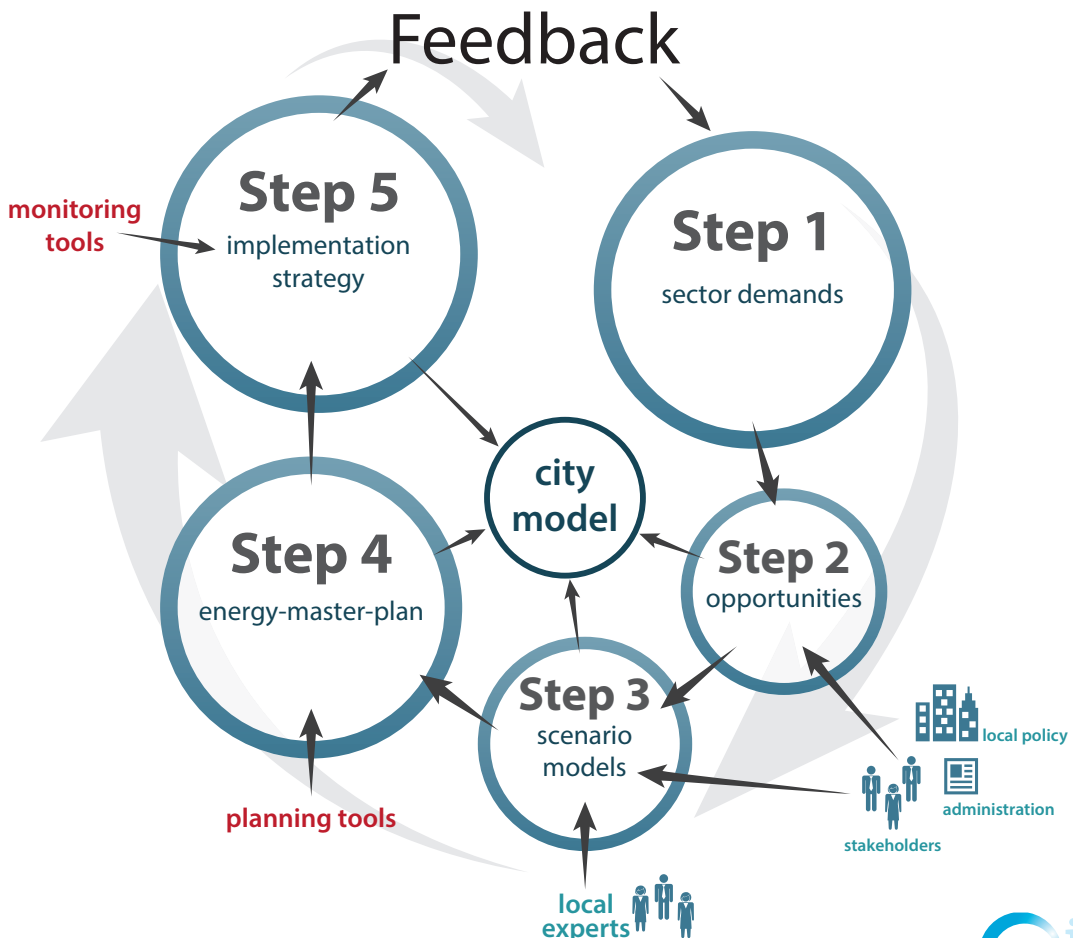 Feedback
Step 1
sector demands
Step 2
opportunities
Step 3
scenario
models
Step 4
energy-master-plan
Step 5
implementation
strategy
city
model
monitoring
tools
planning tools
local
experts
local policy
administration
stakeholders